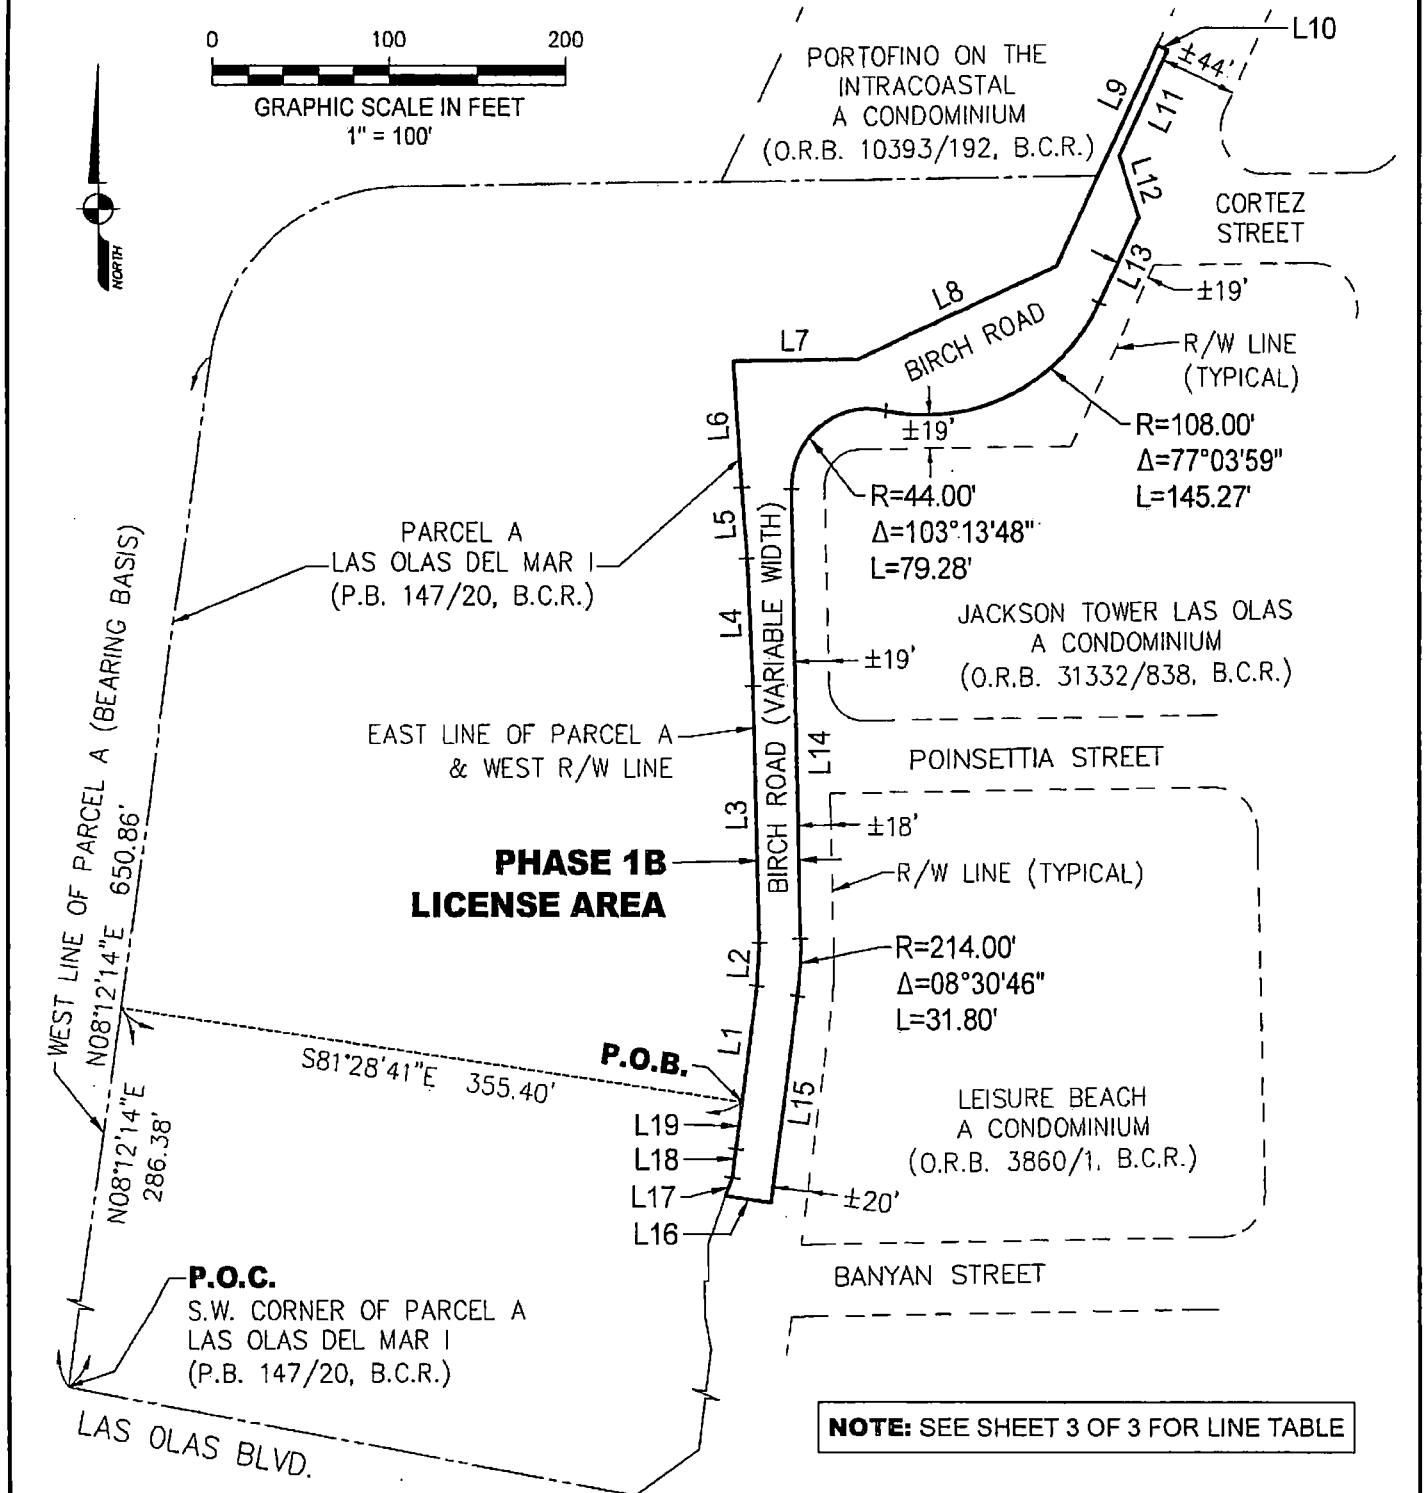 0 100 200
GRAPHIC SCALE IN FEET
1" = 100'
NORTH
PORTOFINO ON THE
INTRACOASTAL
A CONDOMINIUM
(O.R.B. 10393/192, B.C.R.)
L10
±44'
L9
L11
L12
CORTEZ
STREET
L13
±19'
L8
L7
BIRCH ROAD
R/W LINE
(TYPICAL)
±19'
R=108.00'
Δ=77°03'59"
L=145.27'
L6
R=44.00'
Δ=103°13'48"
L=79.28'
L5
PARCEL A
LAS OLAS DEL MAR I
(P.B. 147/20, B.C.R.)
BIRCH ROAD (VARIABLE WIDTH)
L4
JACKSON TOWER LAS OLAS
A CONDOMINIUM
(O.R.B. 31332/838, B.C.R.)
±19'
EAST LINE OF PARCEL A
& WEST R/W LINE
L14
POINSETTIA STREET
L3
±18'
PHASE 1B
LICENSE AREA
R/W LINE (TYPICAL)
WEST LINE OF PARCEL A (BEARING BASIS)
N08°12'14"E 650.86'
L2
R=214.00'
Δ=08°30'46"
L=31.80'
L1
P.O.B.
S81°28'41"E 355.40'
L15
LEISURE BEACH
A CONDOMINIUM
(O.R.B. 3860/1, B.C.R.)
L19
L18
L17
L16
±20'
N08°12'14"E
286.38'
BANYAN STREET
P.O.C.
S.W. CORNER OF PARCEL A
LAS OLAS DEL MAR I
(P.B. 147/20, B.C.R.)
LAS OLAS BLVD.
NOTE: SEE SHEET 3 OF 3 FOR LINE TABLE